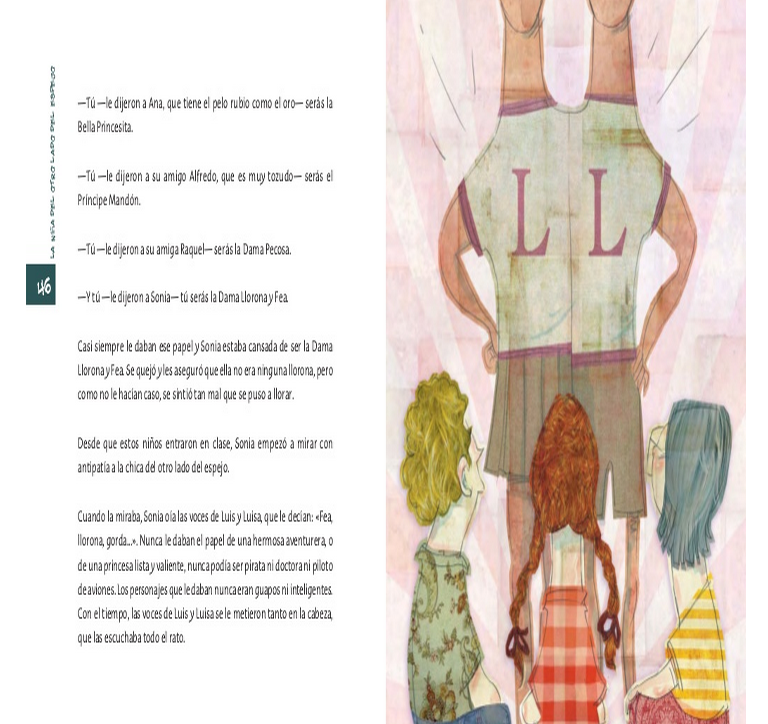 LA NIÑA DEL OTRO LADO DEL ESPEJO
46
—Tú —le dijeron a Ana, que tiene el pelo rubio como el oro— serás la
Bella Princesita.
—Tú —le dijeron a su amigo Alfredo, que es muy tozudo— serás el
Príncipe Mandón.
—Tú —le dijeron a su amiga Raquel— serás la Dama Pecosa.
—Y tú —le dijeron a Sonia— tú serás la Dama Llorona y Fea.
Casi siempre le daban ese papel y Sonia estaba cansada de ser la Dama
Llorona y Fea. Se quejó y les aseguró que ella no era ninguna llorona, pero
como no le hacían caso, se sintió tan mal que se puso a llorar.
Desde que estos niños entraron en clase, Sonia empezó a mirar con
antipatía a la chica del otro lado del espejo.
Cuando la miraba, Sonia oía las voces de Luis y Luisa, que le decían: «Fea,
llorona, gorda...». Nunca le daban el papel de una hermosa aventurera, o
de una princesa lista y valiente, nunca podía ser pirata ni doctora ni piloto
de aviones. Los personajes que le daban nunca eran guapos ni inteligentes.
Con el tiempo, las voces de Luis y Luisa se le metieron tanto en la cabeza,
que las escuchaba todo el rato.
L L